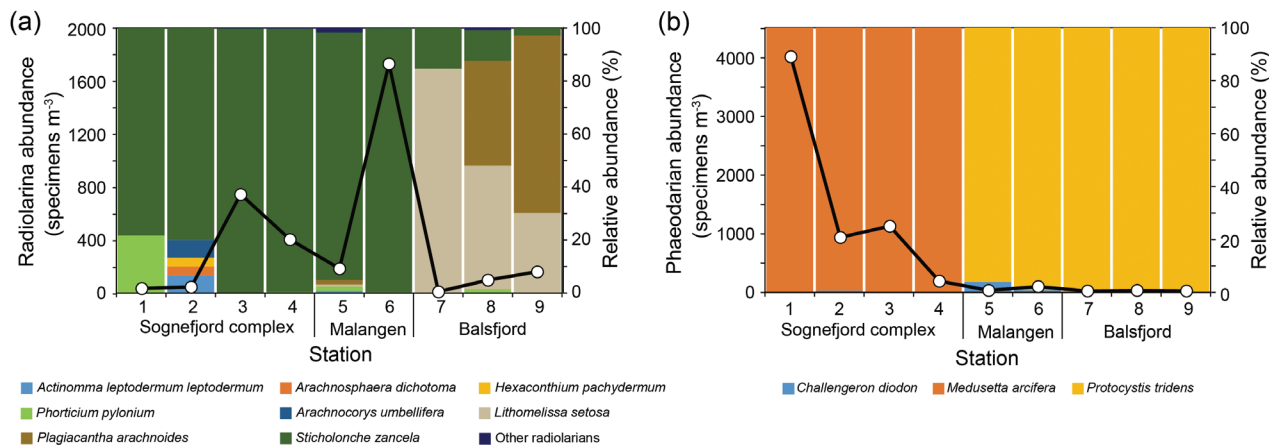 (a)
Radiolarina abundance
(specimens m⁻³)
2000
1600
1200
800
400
0
100
80
60
40
20
0
Relative abundance (%)
1 2 3 4 5 6 7 8 9
Sognefjord complex Malangen Balsfjord
Station
Actinomma leptodermum leptodermum
Arachnosphaera dichotoma
Hexaconthium pachydermum
Phorticium pylonium
Arachnocorys umbellifera
Lithomelissa setosa
Plagiacantha arachnoides
Sticholonche zancela
Other radiolarians
(b)
Phaeodarian abundance
(specimens m⁻³)
4000
3000
2000
1000
0
100
80
60
40
20
0
Relative abundance (%)
1 2 3 4 5 6 7 8 9
Sognefjord complex Malangen Balsfjord
Station
Challengeron diodon
Medusetta arcifera
Protocystis tridens